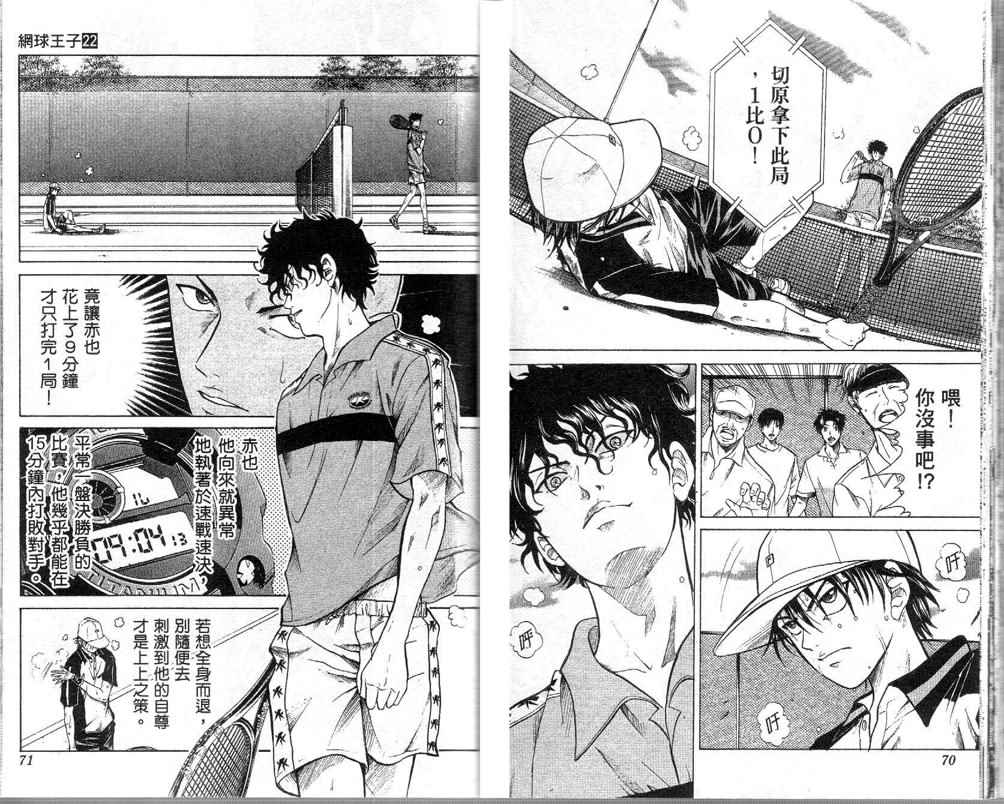 切原拿下此局
，1比0！
喂！
你沒事吧!?
吁
吁
呼
70
網球王子22
竟讓赤也
花上了9分鐘
才只打完1局！
赤也
他向來就異常
地執著於速戰速決，
平常一盤決勝負的
比賽，他幾乎都能在
15分鐘內打敗對手。
16
09:04 13
TITANIUM
若想全身而退，
別隨便去
刺激到他的自尊
才是上上之策。
71